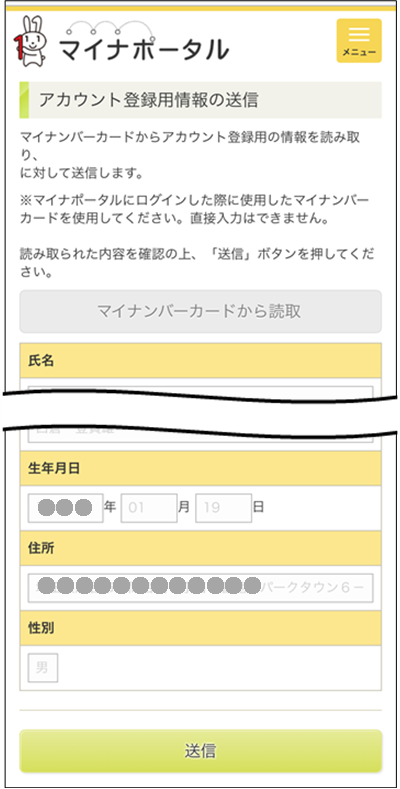 マイナポータル
メニュー
アカウント登録用情報の送信
マイナンバーカードからアカウント登録用の情報を読み取
り、
に対して送信します。
※マイナポータルにログインした際に使用したマイナンバー
カードを使用してください。直接入力はできません。
読み取られた内容を確認の上、「送信」ボタンを押してくだ
さい。
マイナンバーカードから読取
氏名
生年月日
年 01 月 19 日
住所
パークタウン６－
性別
男
送信